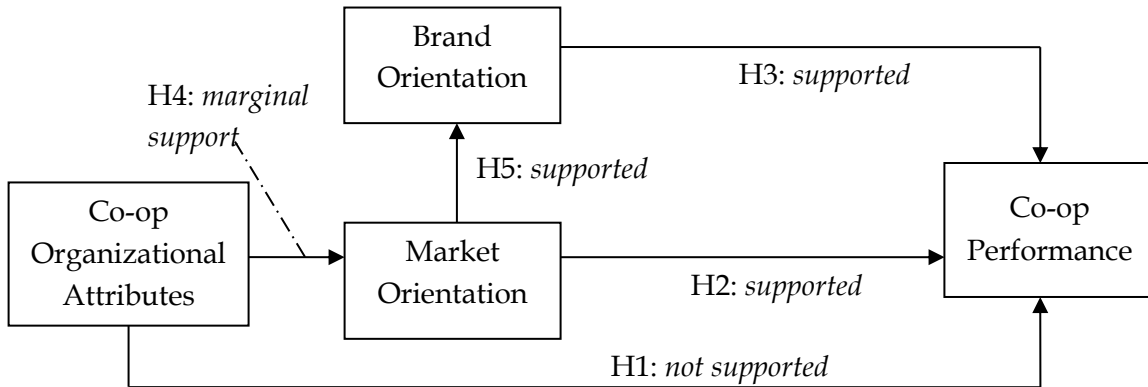 Brand
Orientation
H3: supported
H4: marginal
support
H5: supported
Co-op
Organizational
Attributes
Market
Orientation
H2: supported
Co-op
Performance
H1: not supported